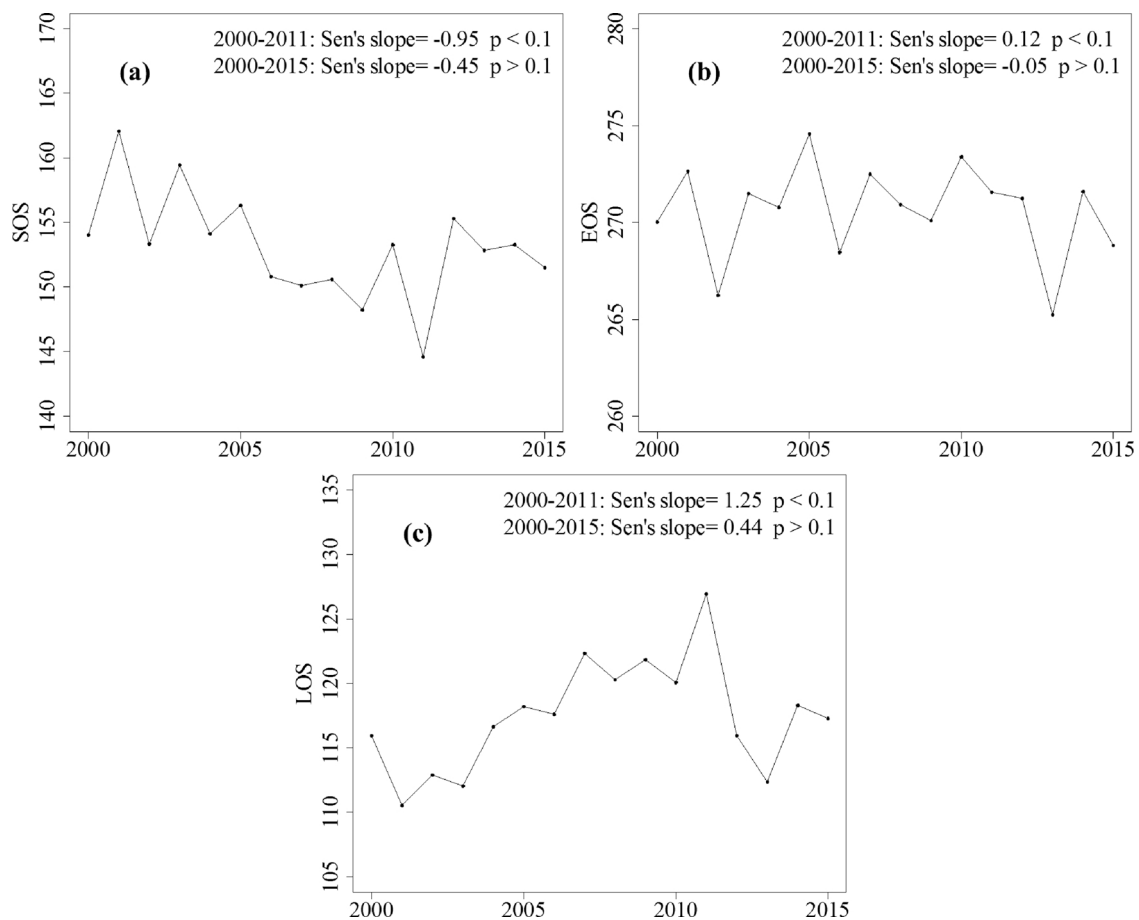 2000-2011: Sen's slope= -0.95 p < 0.1
2000-2015: Sen's slope= -0.45 p > 0.1
(a)
SOS
170
165
160
155
150
145
140
2000
2005
2010
2015
2000-2011: Sen's slope= 0.12 p < 0.1
2000-2015: Sen's slope= -0.05 p > 0.1
(b)
EOS
280
275
270
265
260
2000
2005
2010
2015
2000-2011: Sen's slope= 1.25 p < 0.1
2000-2015: Sen's slope= 0.44 p > 0.1
(c)
LOS
135
130
125
120
115
110
105
2000
2005
2010
2015